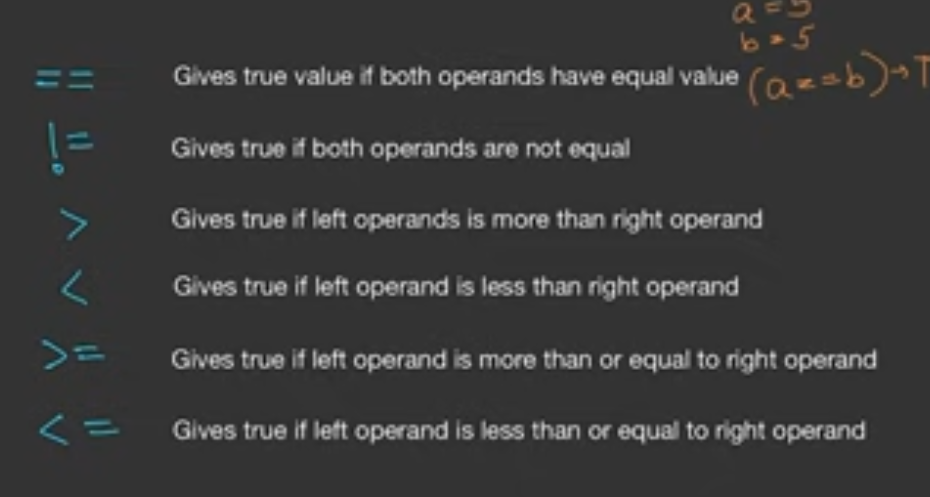 a = 5
b = 5
== Gives true value if both operands have equal value (a==b)→T
!= Gives true if both operands are not equal
> Gives true if left operands is more than right operand
< Gives true if left operand is less than right operand
>= Gives true if left operand is more than or equal to right operand
<= Gives true if left operand is less than or equal to right operand